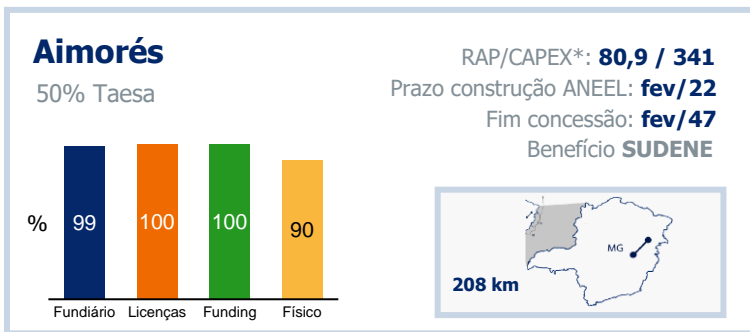 Aimorés
50% Taesa
RAP/CAPEX*: 80,9 / 341
Prazo construção ANEEL: fev/22
Fim concessão: fev/47
Benefício SUDENE
% 99 100 100 90
Fundiário Licenças Funding Físico
MG
208 km